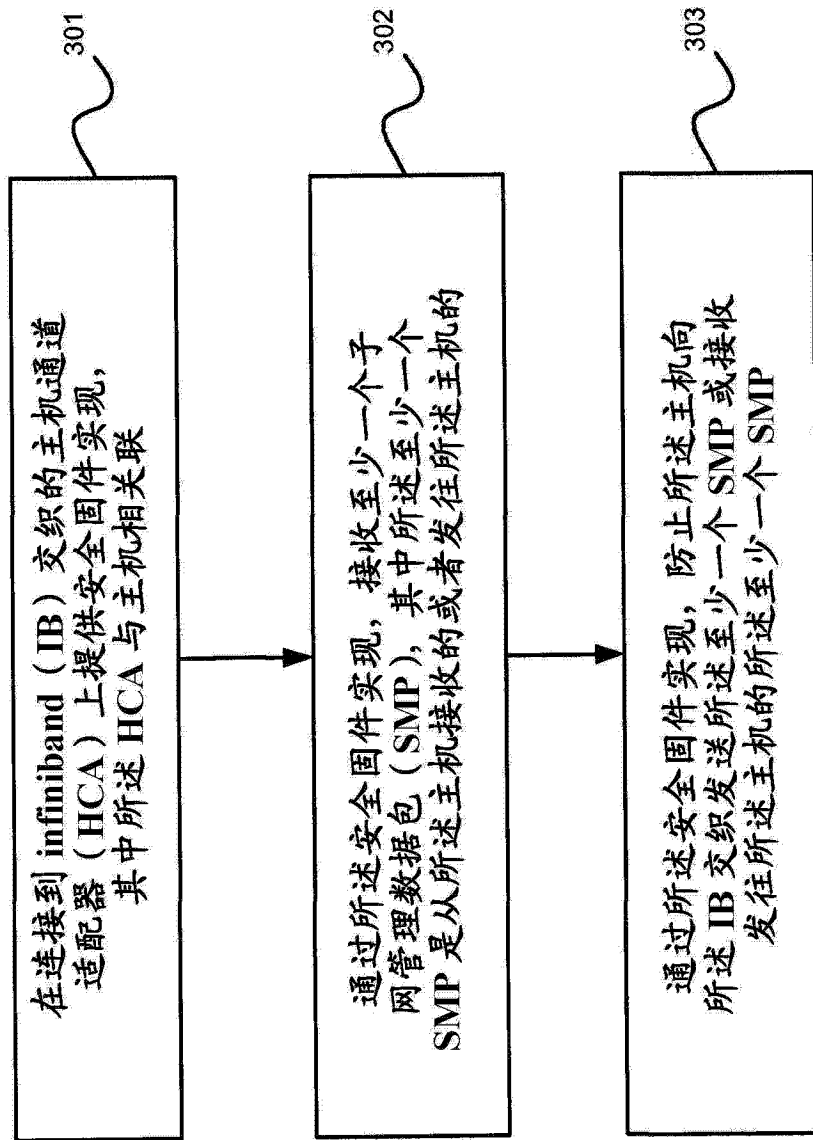 在连接到 infiniband（IB）交织的主机通道
适配器（HCA）上提供安全固件实现，
其中所述 HCA 与主机相关联
301
通过所述安全固件实现，接收至少一个子
网管理数据包（SMP），其中所述至少一个
SMP 是从所述主机接收的或者发往所述主机的
302
通过所述安全固件实现，防止所述主机向
所述 IB 交织发送所述至少一个 SMP 或接收
发往所述主机的所述至少一个 SMP
303